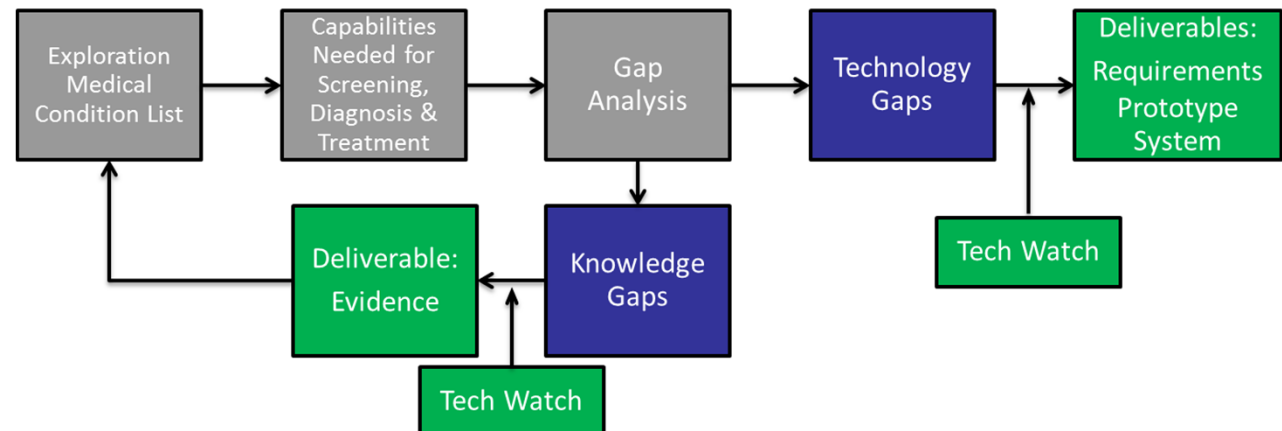 Exploration
Medical
Condition List
Capabilities
Needed for
Screening,
Diagnosis &
Treatment
Gap
Analysis
Technology
Gaps
Deliverables:
Requirements
Prototype
System
Deliverable:
Evidence
Knowledge
Gaps
Tech Watch
Tech Watch